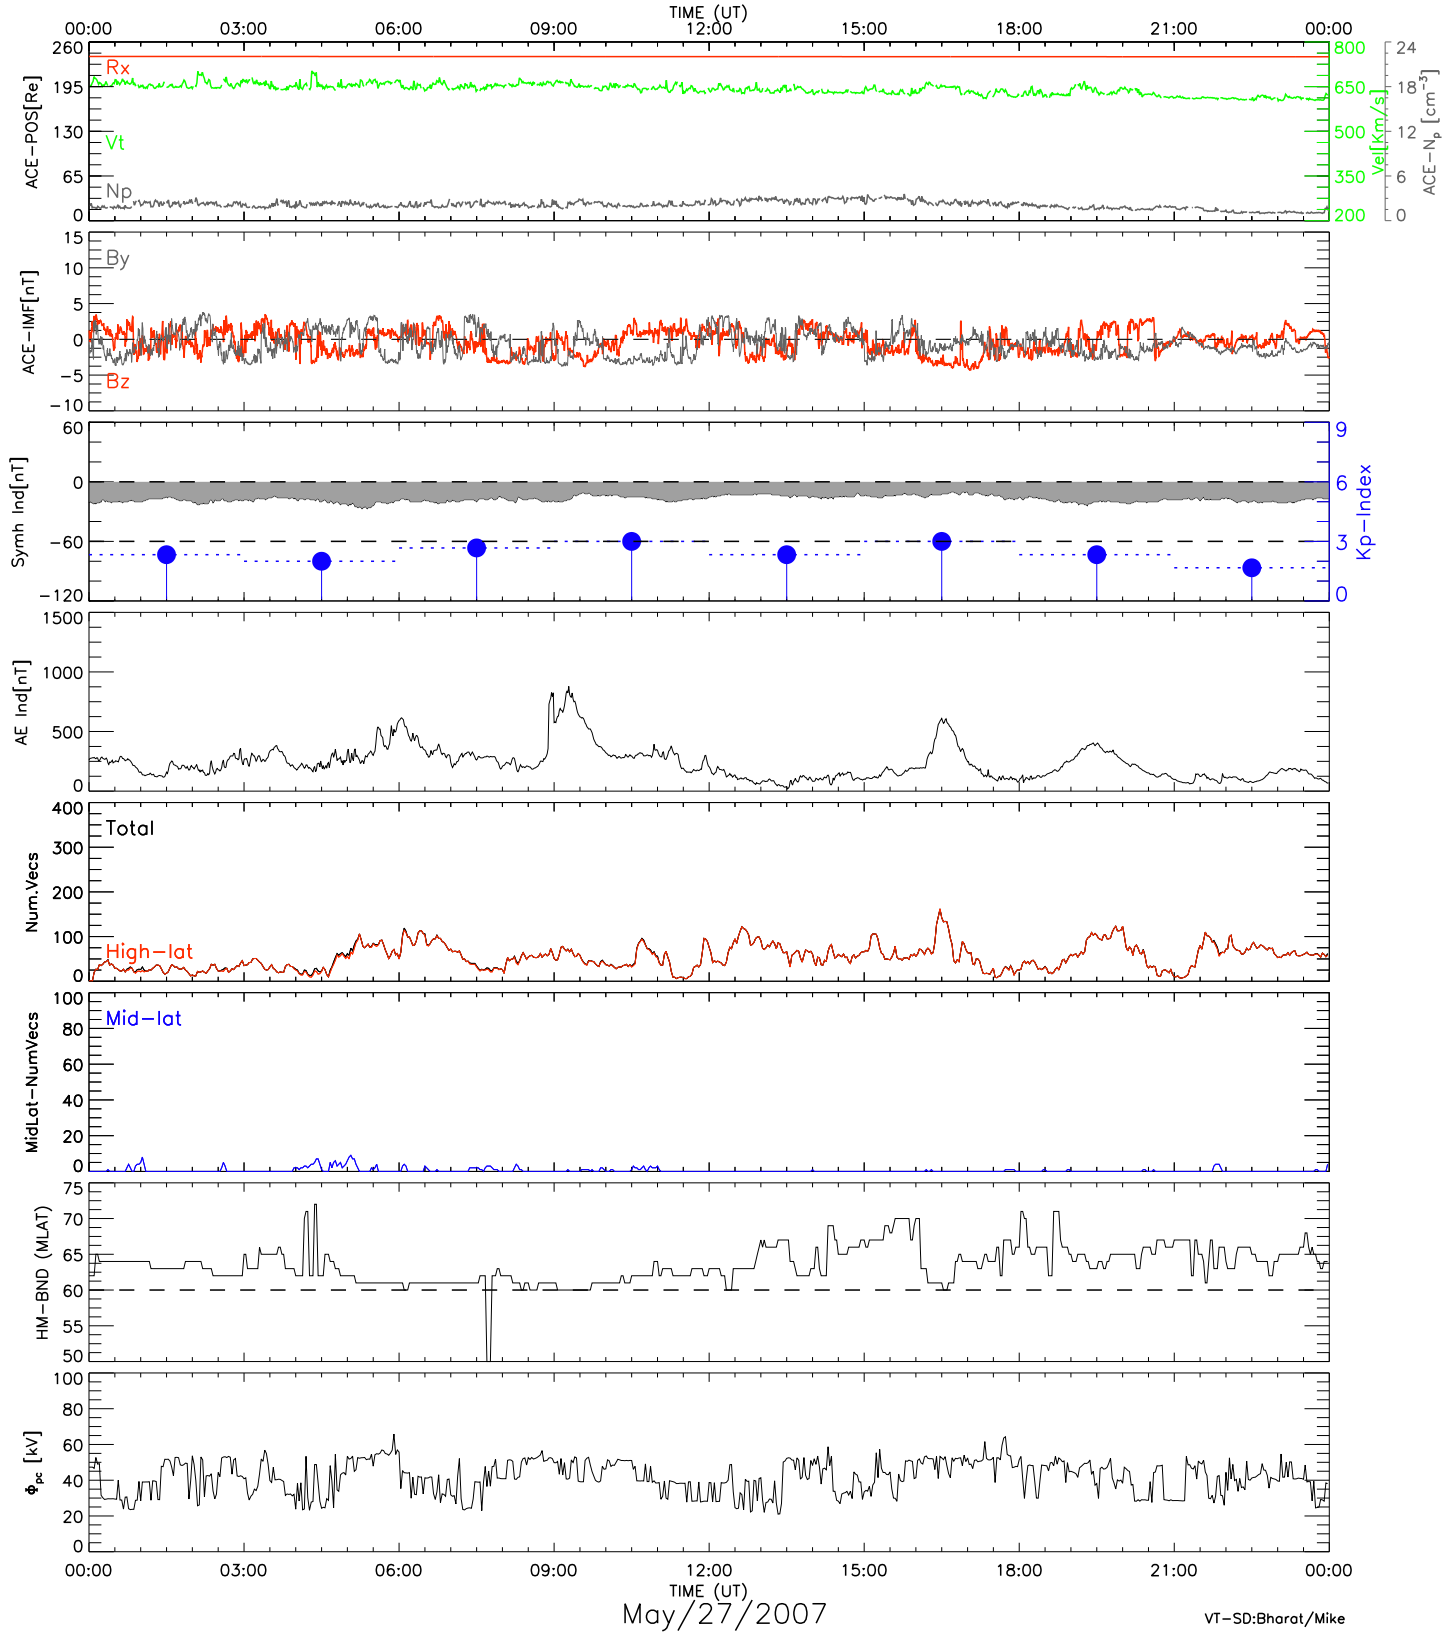 TIME (UT)
00:00 03:00 06:00 09:00 12:00 15:00 18:00 21:00 00:00
260 195 130 65 0
ACE-POS[Re]
Rx
Vt
Np
800 650 500 350 200
Vel[Km/s]
24 18 12 6 0
ACE-Np [cm-3]
15 10 5 0 -5 -10
ACE-IMF[nT]
By
Bz
60 0 -60 -120
Symh Ind[nT]
9 6 3 0
Kp-Index
1500 1000 500 0
AE Ind[nT]
400 300 200 100 0
Num.Vecs
Total
High-lat
100 80 60 40 20 0
MidLat-NumVecs
Mid-lat
75 70 65 60 55 50
HM-BND (MLAT)
100 80 60 40 20 0
Φpc [kV]
00:00 03:00 06:00 09:00 12:00 15:00 18:00 21:00 00:00
TIME (UT)
May/27/2007
VT-SD:Bharat/Mike